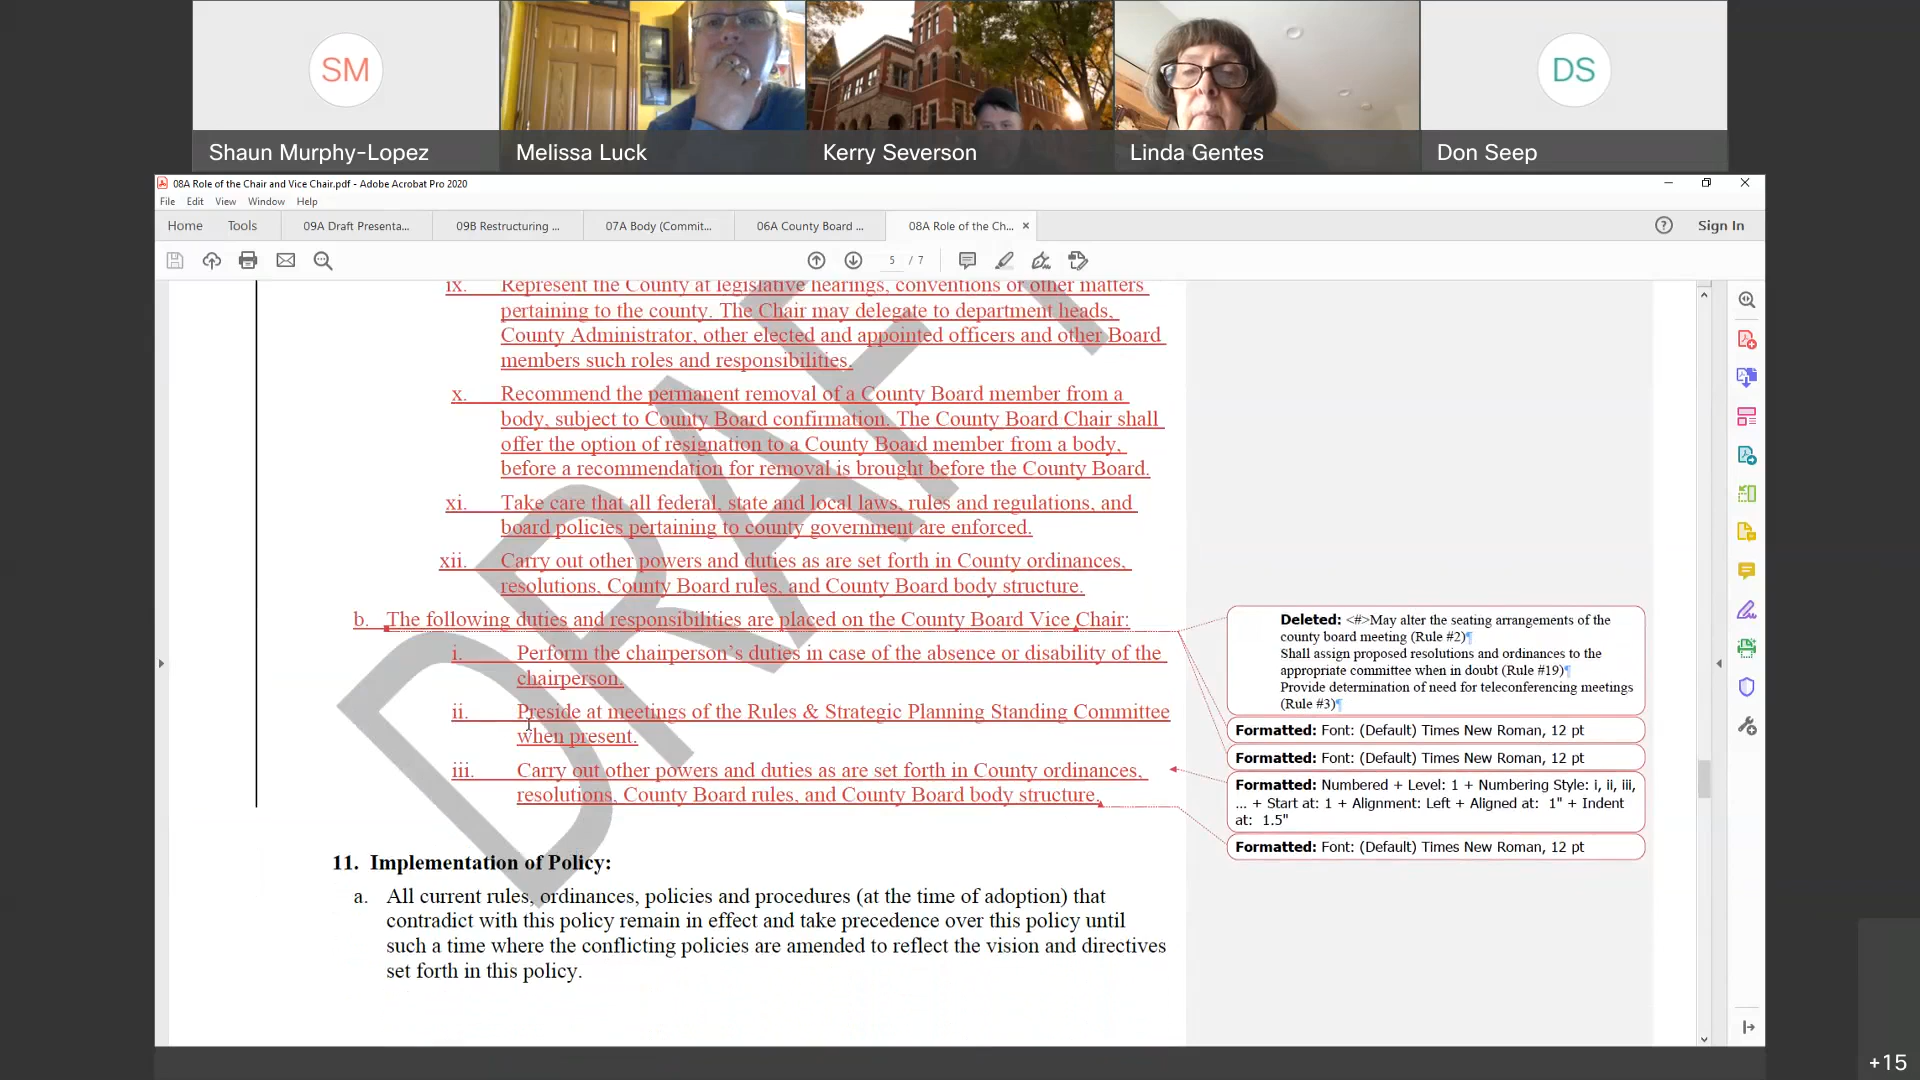 SM
DS
Shaun Murphy-Lopez
Melissa Luck
Kerry Severson
Linda Gentes
Don Seep
08A Role of the Chair and Vice Chair.pdf - Adobe Acrobat Pro 2020
File Edit View Window Help
Home Tools 09A Draft Presenta... 09B Restructuring ... 07A Body (Commit... 06A County Board ... 08A Role of the Ch... × Sign In
5 / 7
ix. Represent the County at legislative hearings, conventions or other matters
pertaining to the county. The Chair may delegate to department heads,
County Administrator, other elected and appointed officers and other Board
members such roles and responsibilities.
x. Recommend the permanent removal of a County Board member from a
body, subject to County Board confirmation. The County Board Chair shall
offer the option of resignation to a County Board member from a body,
before a recommendation for removal is brought before the County Board.
xi. Take care that all federal, state and local laws, rules and regulations, and
board policies pertaining to county government are enforced.
xii. Carry out other powers and duties as are set forth in County ordinances,
resolutions, County Board rules, and County Board body structure.
b. The following duties and responsibilities are placed on the County Board Vice Chair:
i. Perform the chairperson's duties in case of the absence or disability of the
chairperson.
ii. Preside at meetings of the Rules & Strategic Planning Standing Committee
when present.
iii. Carry out other powers and duties as are set forth in County ordinances,
resolutions, County Board rules, and County Board body structure.
11. Implementation of Policy:
a. All current rules, ordinances, policies and procedures (at the time of adoption) that
contradict with this policy remain in effect and take precedence over this policy until
such a time where the conflicting policies are amended to reflect the vision and directives
set forth in this policy.
DRAFT
Deleted: <#>May alter the seating arrangements of the
county board meeting (Rule #2)¶
Shall assign proposed resolutions and ordinances to the
appropriate committee when in doubt (Rule #19)¶
Provide determination of need for teleconferencing meetings
(Rule #3)¶
Formatted: Font: (Default) Times New Roman, 12 pt
Formatted: Font: (Default) Times New Roman, 12 pt
Formatted: Numbered + Level: 1 + Numbering Style: i, ii, iii,
... + Start at: 1 + Alignment: Left + Aligned at: 1" + Indent
at: 1.5"
Formatted: Font: (Default) Times New Roman, 12 pt
+15